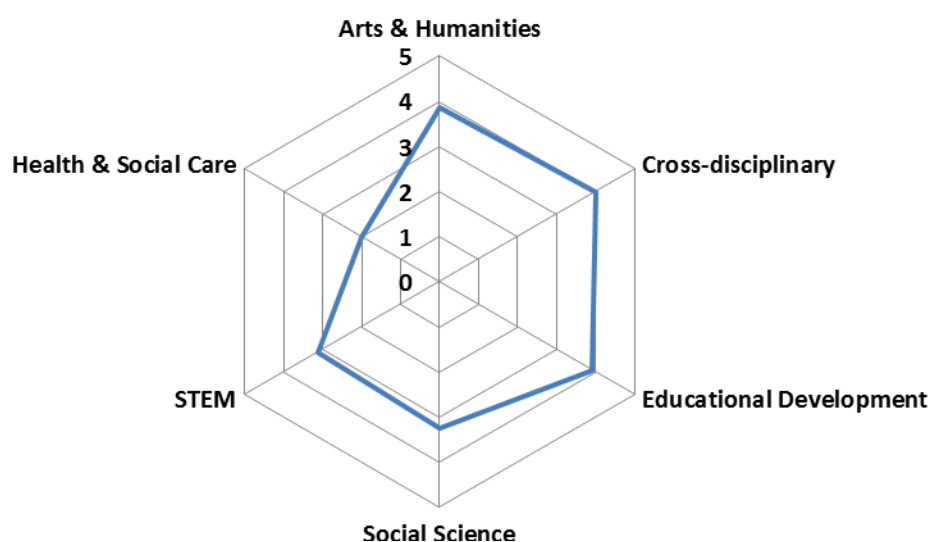 Arts & Humanities
5
4
Health & Social Care
3
Cross-disciplinary
2
1
0
STEM
Educational Development
Social Science